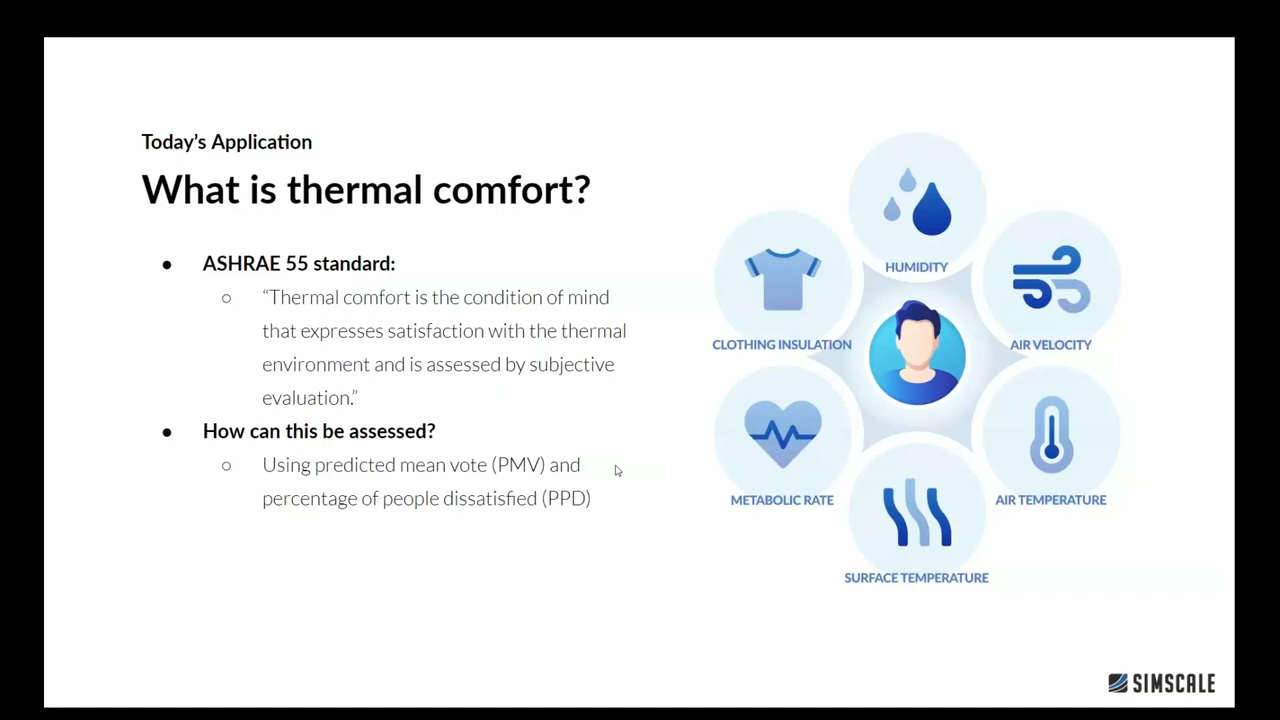 Today's Application
What is thermal comfort?
● ASHRAE 55 standard:
○ “Thermal comfort is the condition of mind
that expresses satisfaction with the thermal
environment and is assessed by subjective
evaluation.”
● How can this be assessed?
○ Using predicted mean vote (PMV) and
percentage of people dissatisfied (PPD)
HUMIDITY
CLOTHING INSULATION
AIR VELOCITY
METABOLIC RATE
AIR TEMPERATURE
SURFACE TEMPERATURE
SIMSCALE